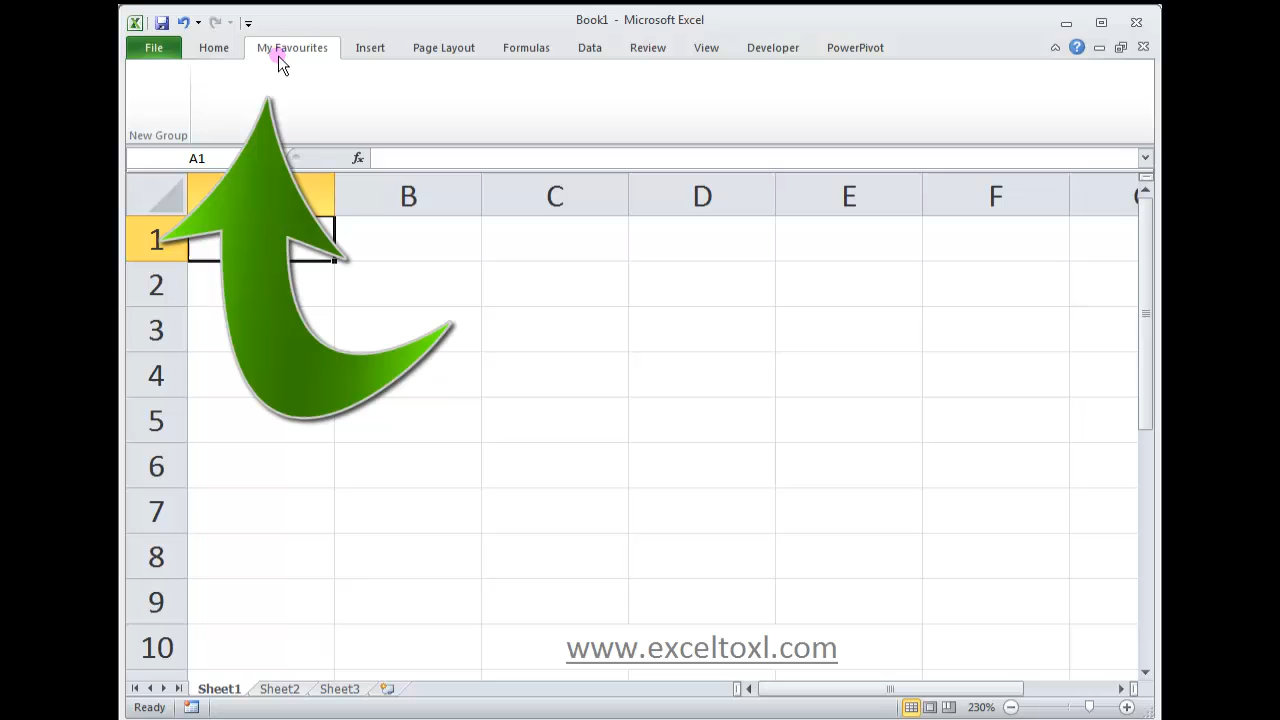 Book1 - Microsoft Excel
File Home My Favourites Insert Page Layout Formulas Data Review View Developer PowerPivot
New Group
A1 fx
B C D E F
1
2
3
4
5
6
7
8
9
10
www.exceltoxl.com
Sheet1 Sheet2 Sheet3
Ready 230%